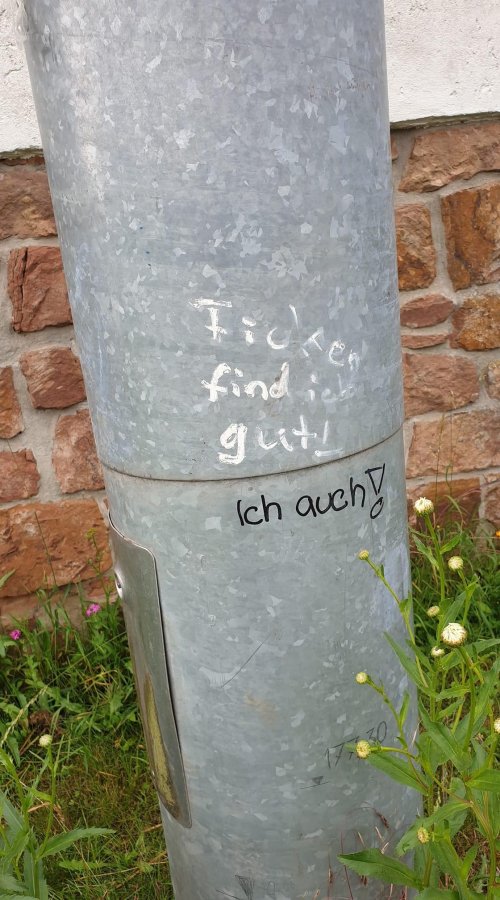 Ficken
find ich
gut!
Ich auch!